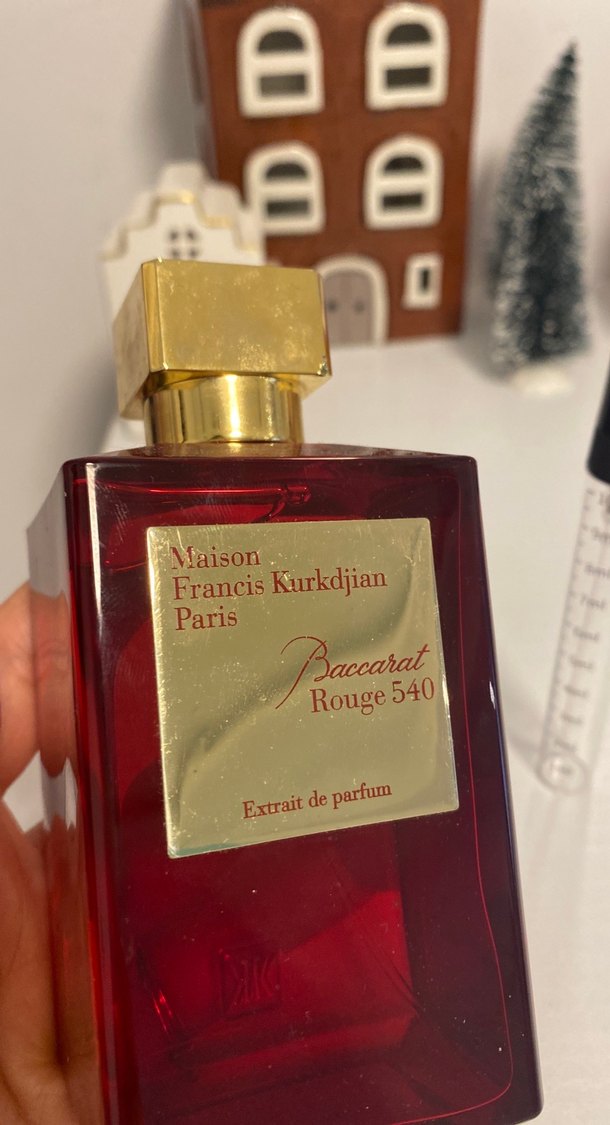 Maison
Francis Kurkdjian
Paris
Baccarat
Rouge 540
Extrait de parfum